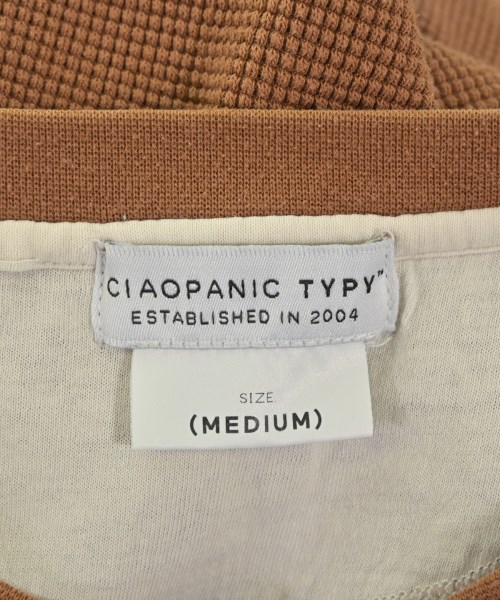 CIAOPANIC TYPY™
ESTABLISHED IN 2004
SIZE
(MEDIUM)